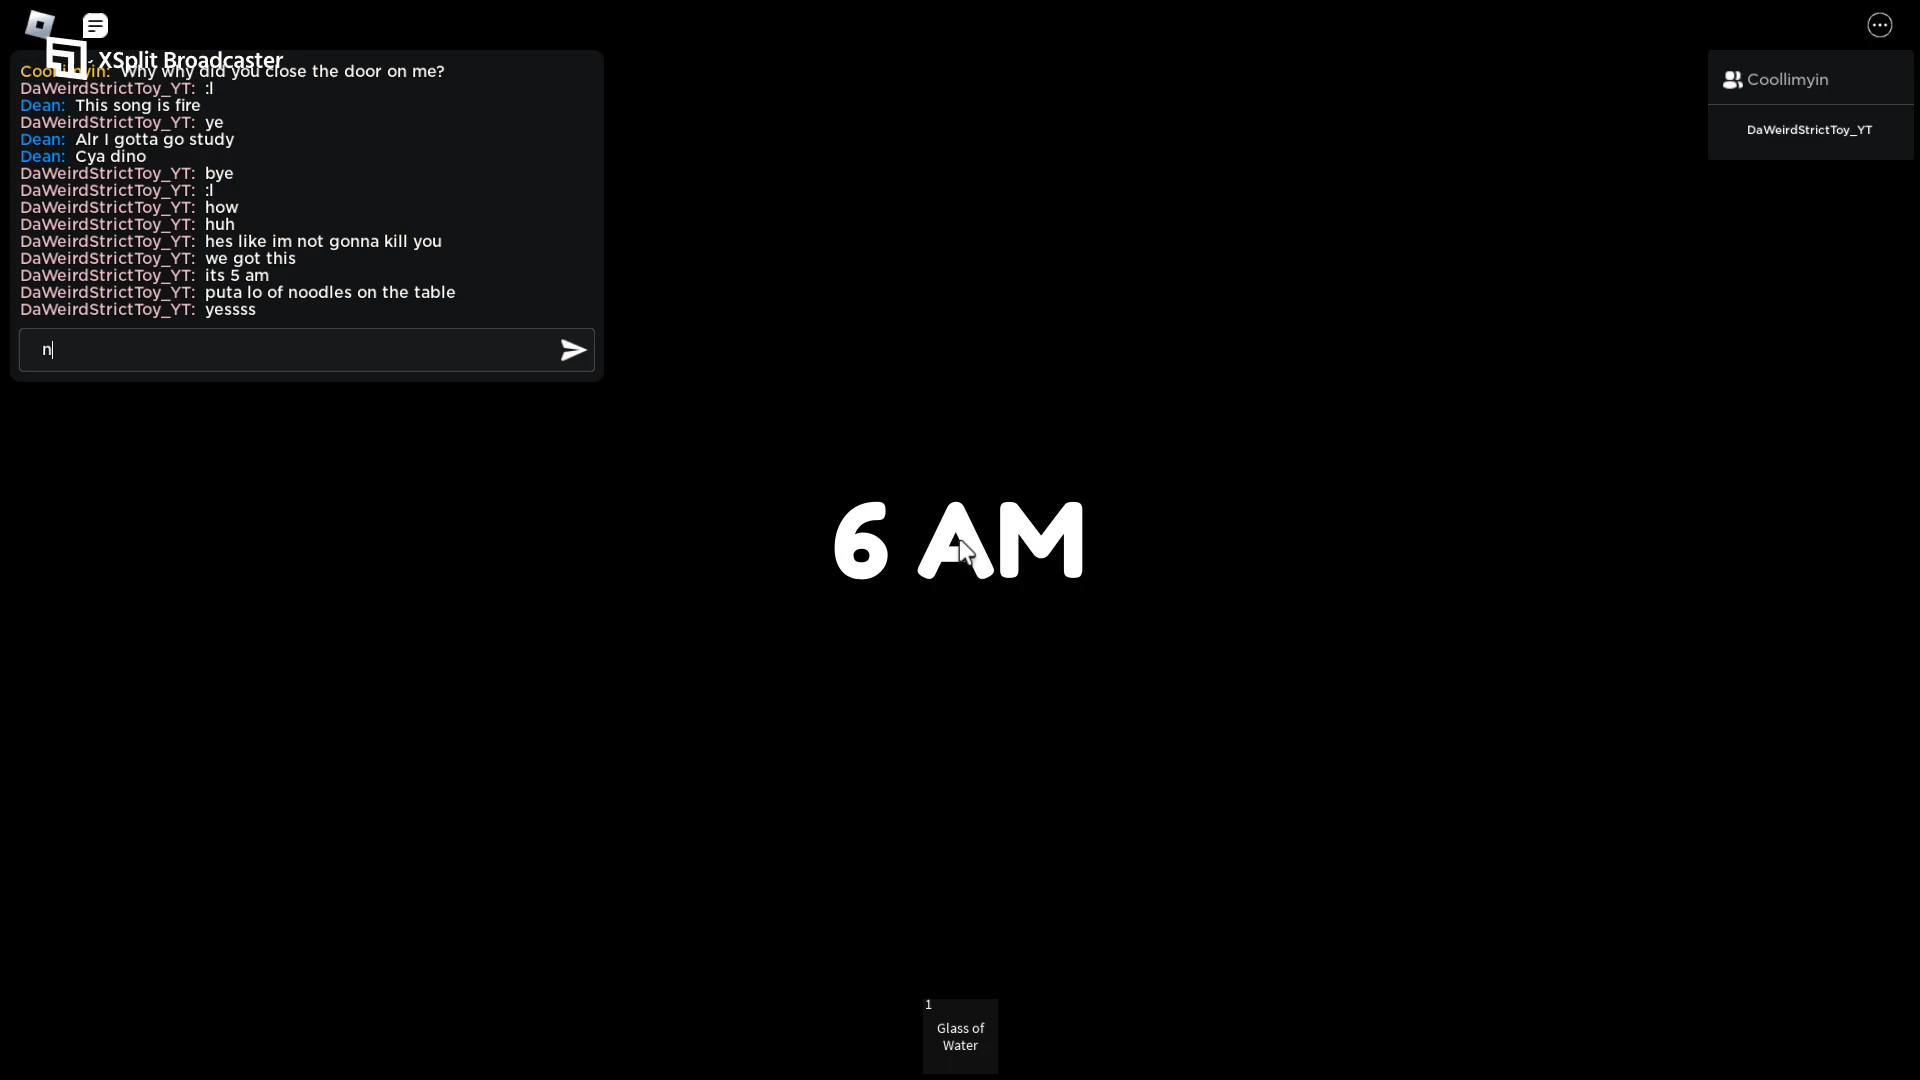 XSplit Broadcaster
Coollimyin: Why why did you close the door on me?
DaWeirdStrictToy_YT: :l
Dean: This song is fire
DaWeirdStrictToy_YT: ye
Dean: Alr I gotta go study
Dean: Cya dino
DaWeirdStrictToy_YT: bye
DaWeirdStrictToy_YT: :l
DaWeirdStrictToy_YT: how
DaWeirdStrictToy_YT: huh
DaWeirdStrictToy_YT: hes like im not gonna kill you
DaWeirdStrictToy_YT: we got this
DaWeirdStrictToy_YT: its 5 am
DaWeirdStrictToy_YT: puta lo of noodles on the table
DaWeirdStrictToy_YT: yessss
n
Coollimyin
DaWeirdStrictToy_YT
6 AM
1
Glass of
Water